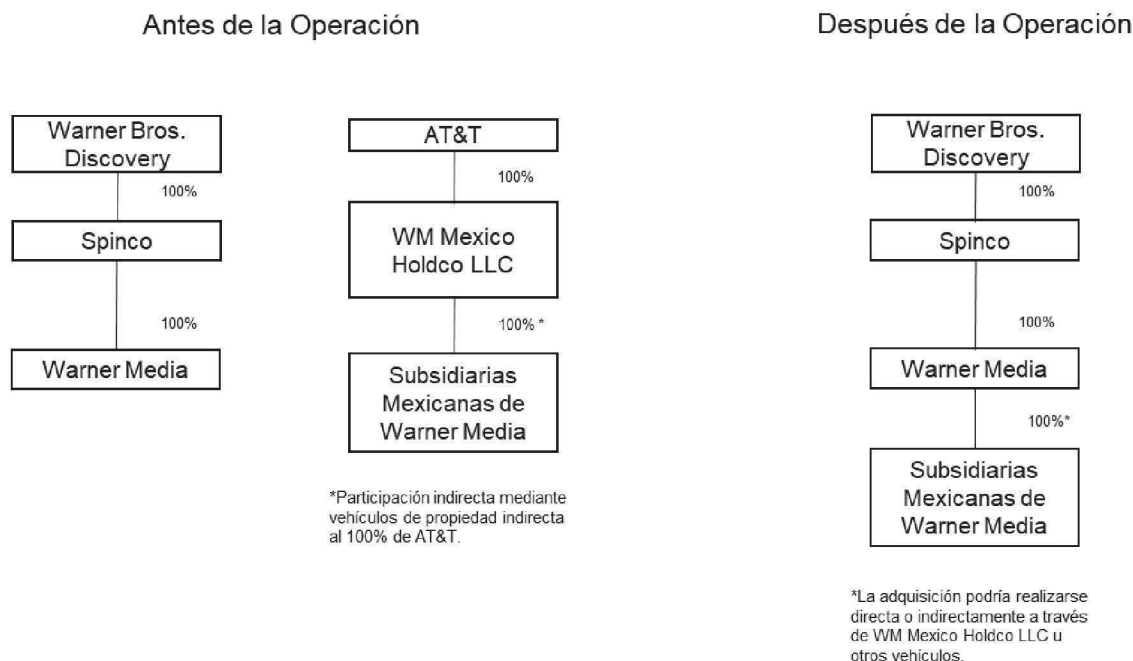 Antes de la Operación
Después de la Operación
Warner Bros.
Discovery
100%
Spinco
100%
Warner Media
AT&T
100%
WM Mexico
Holdco LLC
100% *
Subsidiarias
Mexicanas de
Warner Media
*Participación indirecta mediante
vehículos de propiedad indirecta
al 100% de AT&T.
Warner Bros.
Discovery
100%
Spinco
100%
Warner Media
100%*
Subsidiarias
Mexicanas de
Warner Media
*La adquisición podría realizarse
directa o indirectamente a través
de WM Mexico Holdco LLC u
otros vehículos.